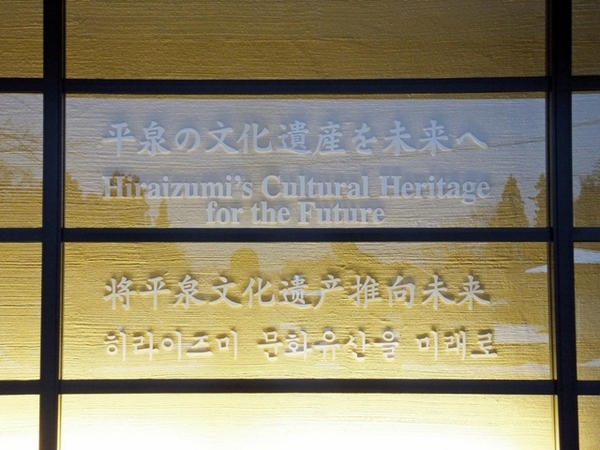 平泉の文化遺産を未来へ
Hiraizumi's Cultural Heritage
for the Future
将平泉文化遗产推向未来
히라이즈미 문화유산을 미래로